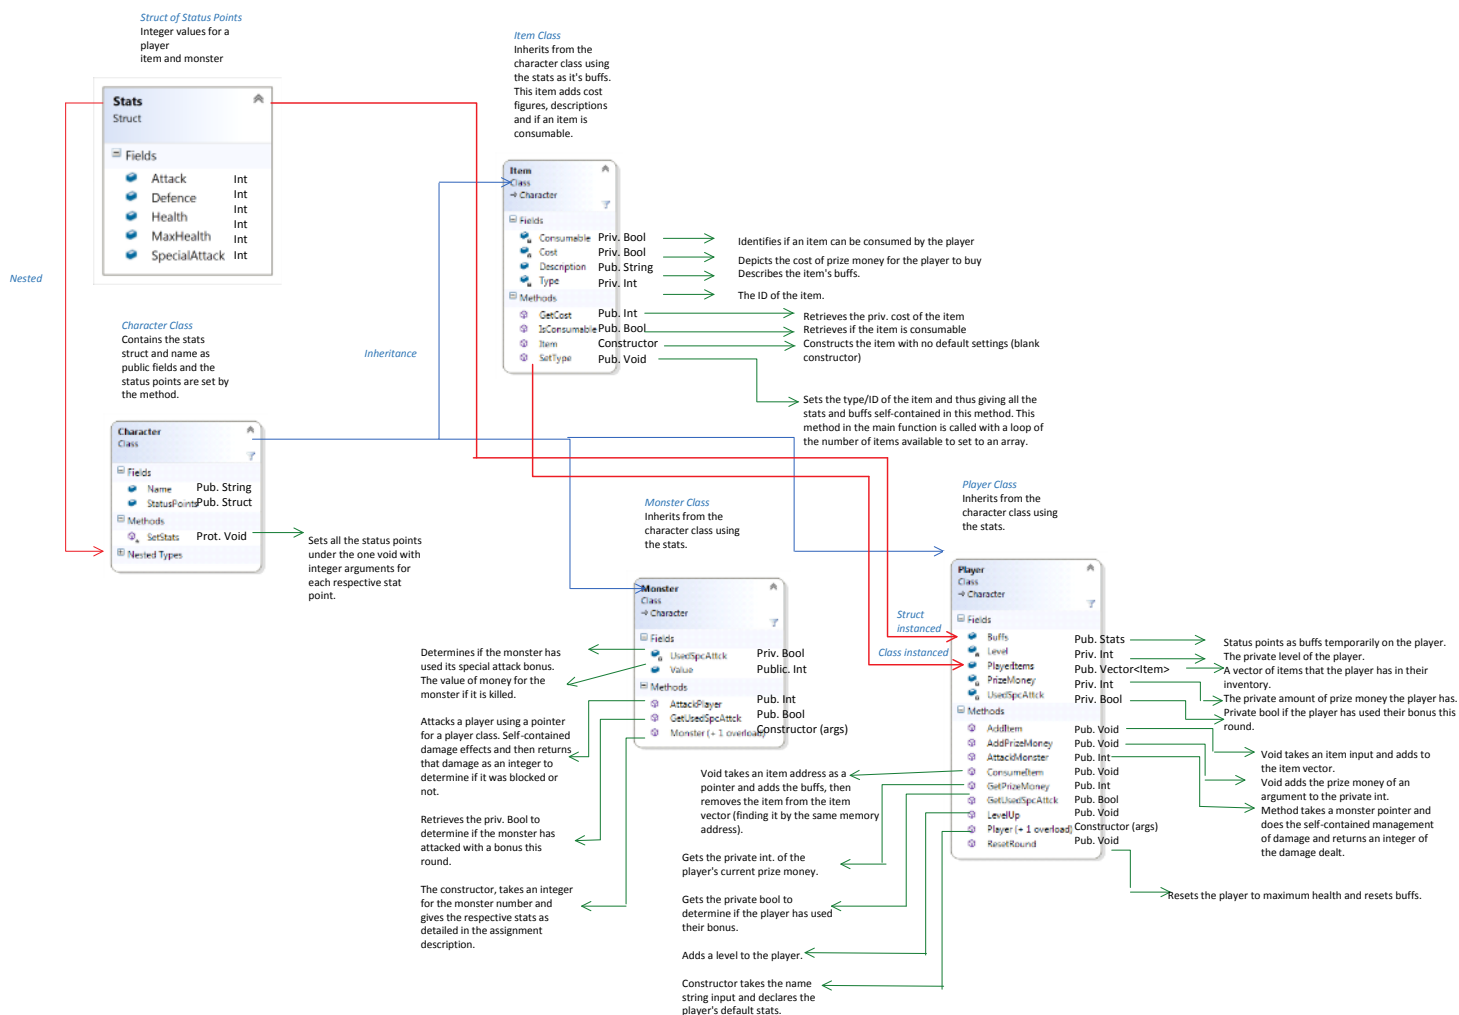 Struct of Status Points
Integer values for a
player
item and monster
Stats
Struct
Fields
Attack Int
Defence Int
Health Int
Int
MaxHealth Int
SpecialAttack Int
Nested
Item Class
Inherits from the
character class using
the stats as it's buffs.
This item adds cost
figures, descriptions
and if an item is
consumable.
Item
Class
→ Character
Fields
Consumable Priv. Bool
Cost Priv. Bool
Description Pub. String
Type Priv. Int
Methods
GetCost Pub. Int
IsConsumable Pub. Bool
Item Constructor
SetType Pub. Void
Identifies if an item can be consumed by the player
Depicts the cost of prize money for the player to buy
Describes the item's buffs.
The ID of the item.
Retrieves the priv. cost of the item
Retrieves if the item is consumable
Constructs the item with no default settings (blank
constructor)
Sets the type/ID of the item and thus giving all the
stats and buffs self-contained in this method. This
method in the main function is called with a loop of
the number of items available to set to an array.
Inheritance
Character Class
Contains the stats
struct and name as
public fields and the
status points are set by
the method.
Character
Class
Fields
Name Pub. String
StatusPoints Pub. Struct
Methods
SetStats Prot. Void
Nested Types
Sets all the status points
under the one void with
integer arguments for
each respective stat
point.
Monster Class
Inherits from the
character class using
the stats.
Monster
Class
→ Character
Fields
UsedSpcAttck Priv. Bool
Value Public. Int
Methods
AttackPlayer Pub. Int
GetUsedSpcAttck Pub. Bool
Monster (+ 1 overload) Constructor (args)
Determines if the monster has
used its special attack bonus.
The value of money for the
monster if it is killed.
Attacks a player using a pointer
for a player class. Self-contained
damage effects and then returns
that damage as an integer to
determine if it was blocked or
not.
Retrieves the priv. Bool to
determine if the monster has
attacked with a bonus this
round.
The constructor, takes an integer
for the monster number and
gives the respective stats as
detailed in the assignment
description.
Player Class
Inherits from the
character class using
the stats.
Struct
instanced
Class instanced
Player
Class
→ Character
Fields
Buffs Pub. Stats
Level Priv. Int
PlayerItems Pub. Vector<Item>
PrizeMoney Priv. Int
UsedSpcAttck Priv. Bool
Methods
AddItem Pub. Void
AddPrizeMoney Pub. Void
AttackMonster Pub. Int
ConsumeItem Pub. Void
GetPrizeMoney Pub. Int
GetUsedSpcAttck Pub. Bool
LevelUp Pub. Void
Player (+ 1 overload) Constructor (args)
ResetRound Pub. Void
Status points as buffs temporarily on the player.
The private level of the player.
A vector of items that the player has in their
inventory.
The private amount of prize money the player has.
Private bool if the player has used their bonus this
round.
Void takes an item input and adds to
the item vector.
Void adds the prize money of an
argument to the private int.
Method takes a monster pointer and
does the self-contained management
of damage and returns an integer of
the damage dealt.
Resets the player to maximum health and resets buffs.
Void takes an item address as a
pointer and adds the buffs, then
removes the item from the item
vector (finding it by the same memory
address).
Gets the private int. of the
player's current prize money.
Gets the private bool to
determine if the player has used
their bonus.
Adds a level to the player.
Constructor takes the name
string input and declares the
player's default stats.